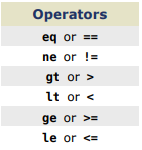 Operators
eq or ==
ne or !=
gt or >
lt or <
ge or >=
le or <=